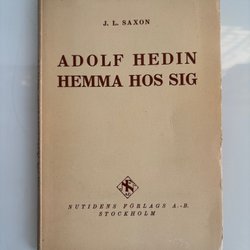 J. L. SAXON
ADOLF HEDIN
HEMMA HOS SIG
NUTIDENS FÖRLAGS A.-B.
STOCKHOLM